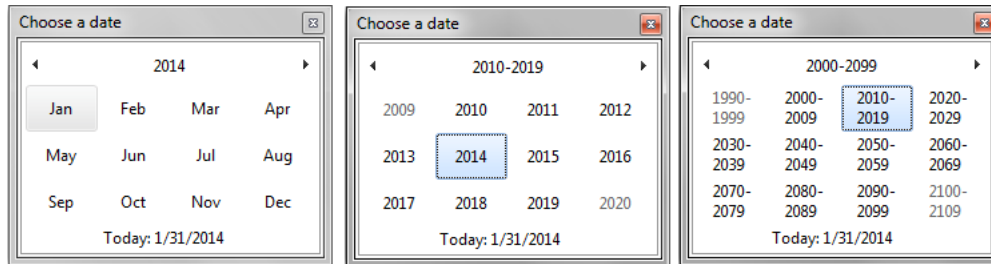 Choose a date
2014
Jan Feb Mar Apr
May Jun Jul Aug
Sep Oct Nov Dec
Today: 1/31/2014
Choose a date
2010-2019
2009 2010 2011 2012
2013 2014 2015 2016
2017 2018 2019 2020
Today: 1/31/2014
Choose a date
2000-2099
1990- 2000- 2010- 2020-
1999 2009 2019 2029
2030- 2040- 2050- 2060-
2039 2049 2059 2069
2070- 2080- 2090- 2100-
2079 2089 2099 2109
Today: 1/31/2014